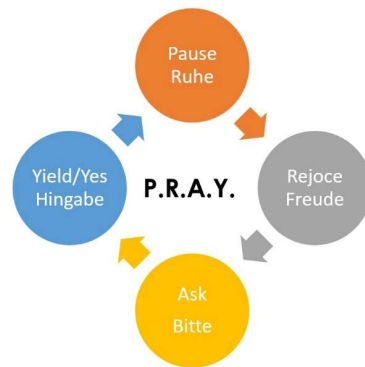 Pause
Ruhe
Yield/Yes
Hingabe
P.R.A.Y.
Rejoce
Freude
Ask
Bitte